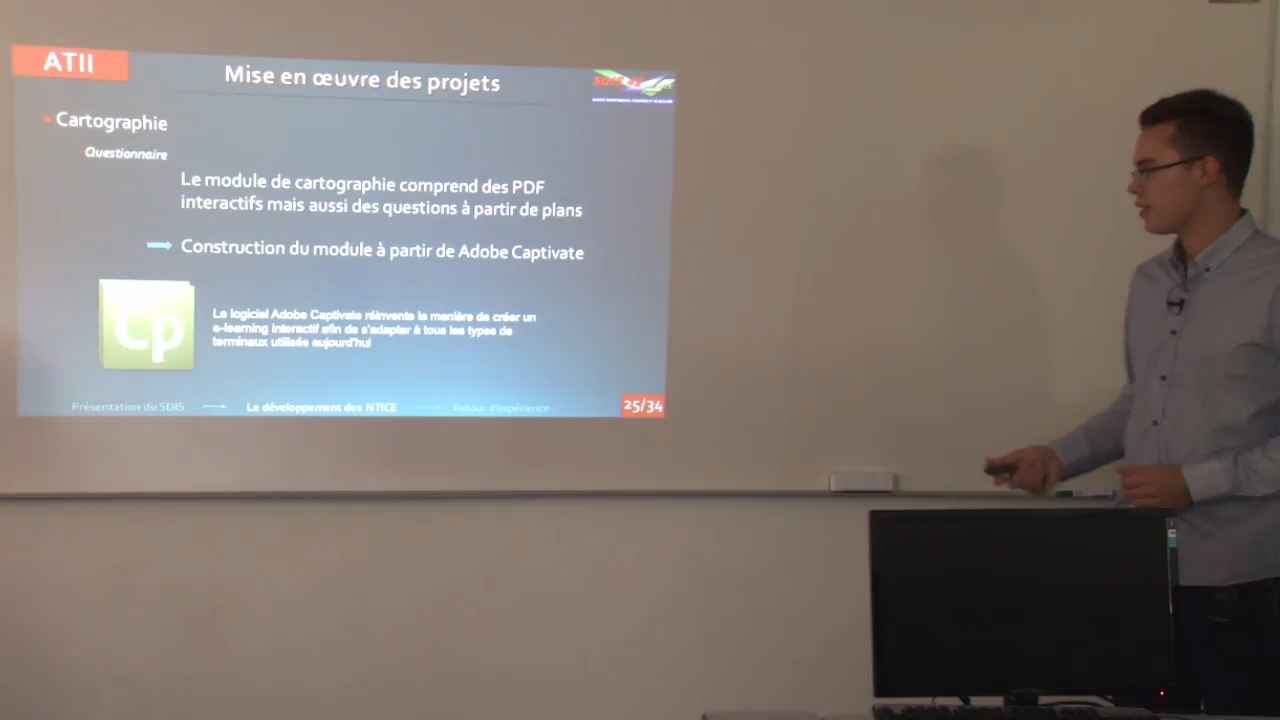 ATII
Mise en œuvre des projets
Cartographie
Questionnaire
Le module de cartographie comprend des PDF
interactifs mais aussi des questions à partir de plans
Construction du module à partir de Adobe Captivate
Cp
Le logiciel Adobe Captivate réinvente la manière de créer un
e-learning interactif afin de s'adapter à tous les types de
terminaux utilisés aujourd'hui
Présentation du SDIS
Le développement des NTICE
Retour d'expérience
25/34